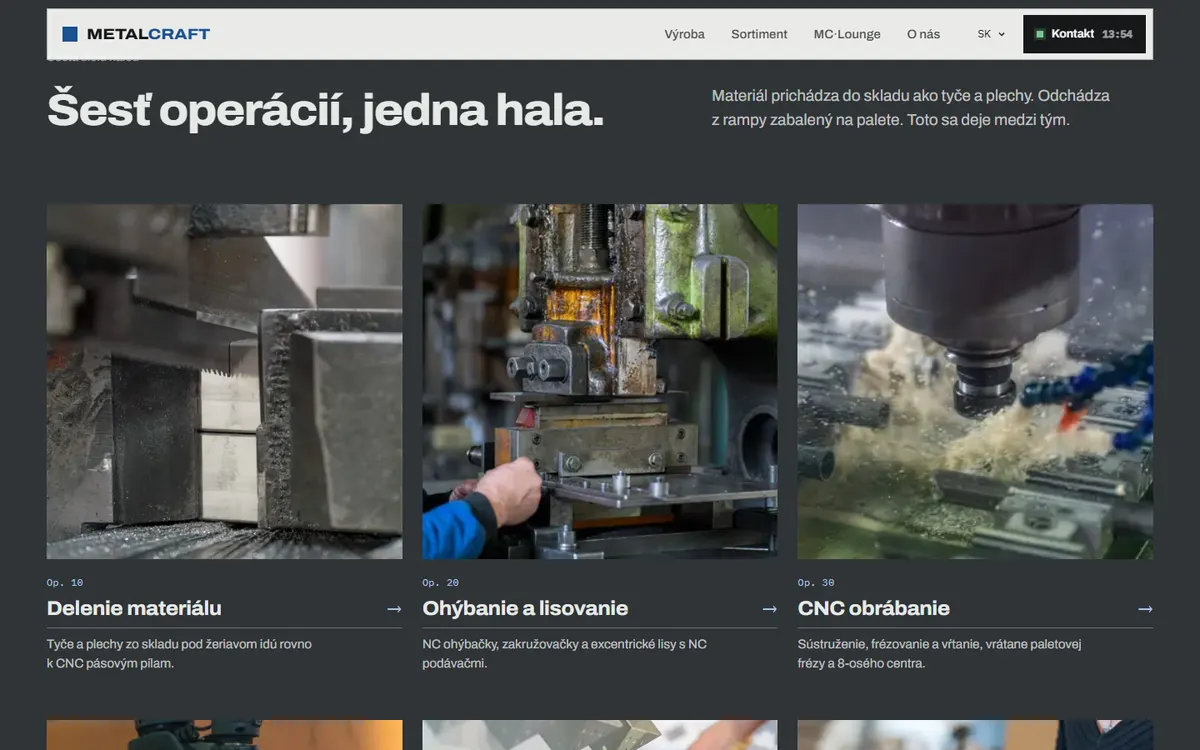 METALCRAFT
Výroba
Sortiment
MC·Lounge
O nás
SK
Kontakt 13:54
Šesť operácií, jedna hala.
Materiál prichádza do skladu ako tyče a plechy. Odchádza
z rampy zabalený na palete. Toto sa deje medzi tým.
Op. 10
Delenie materiálu →
Tyče a plechy zo skladu pod žeriavom idú rovno
k CNC pásovým pílam.
Op. 20
Ohýbanie a lisovanie →
NC ohýbačky, zakružovačky a excentrické lisy s NC
podávačmi.
Op. 30
CNC obrábanie →
Sústruženie, frézovanie a vŕtanie, vrátane paletovej
frézy a 8-osého centra.